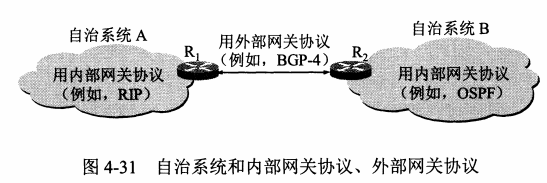 自治系统 A
自治系统 B
用外部网关协议
（例如，BGP-4）
R1
R2
用内部网关协议
（例如，RIP）
用内部网关协议
（例如，OSPF）
图 4-31 自治系统和内部网关协议、外部网关协议